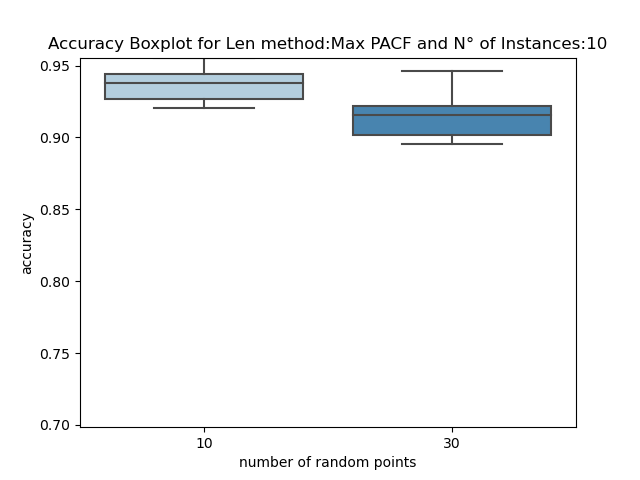 Accuracy Boxplot for Len method:Max PACF and N° of Instances:10
0.95
0.90
0.85
0.80
0.75
0.70
accuracy
10 30
number of random points